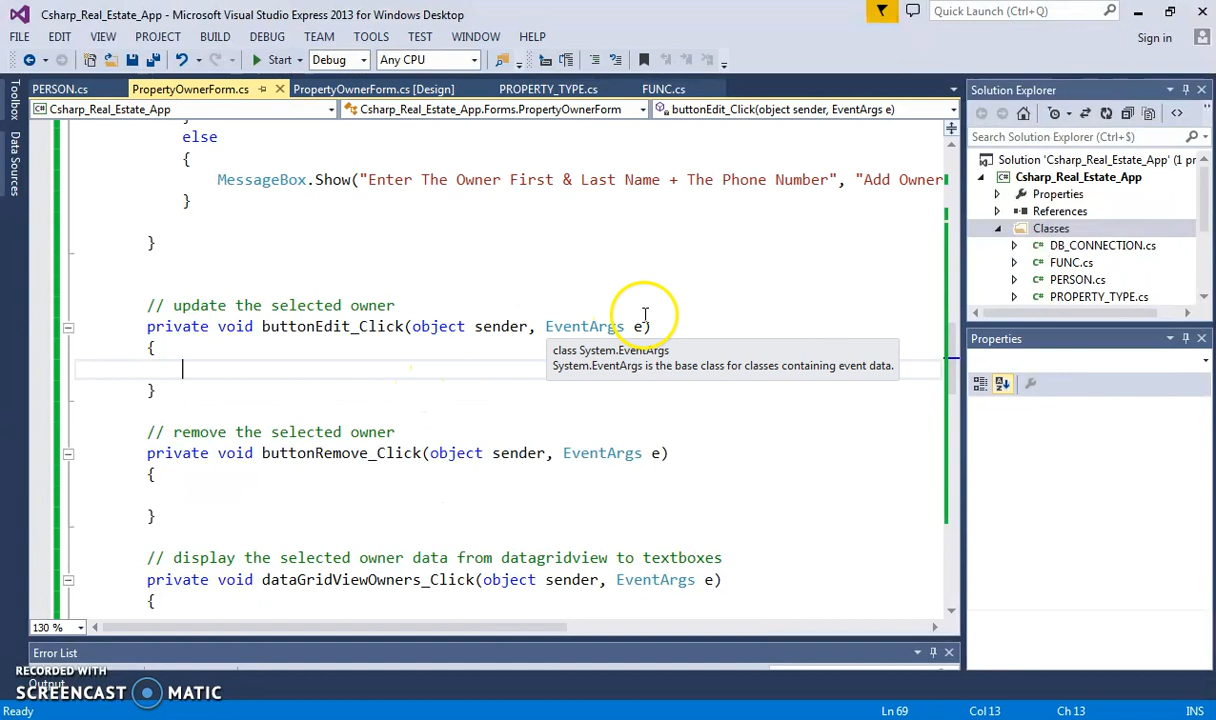 Csharp_Real_Estate_App - Microsoft Visual Studio Express 2013 for Windows Desktop
Quick Launch (Ctrl+Q)
FILE EDIT VIEW PROJECT BUILD DEBUG TEAM TOOLS TEST WINDOW HELP
Sign in
Start Debug Any CPU
Toolbox
Data Sources
PERSON.cs PropertyOwnerForm.cs PropertyOwnerForm.cs [Design] PROPERTY_TYPE.cs FUNC.cs
Csharp_Real_Estate_App Csharp_Real_Estate_App.Forms.PropertyOwnerForm buttonEdit_Click(object sender, EventArgs e)
}
else
{
MessageBox.Show("Enter The Owner First & Last Name + The Phone Number", "Add Owner
}
}
// update the selected owner
private void buttonEdit_Click(object sender, EventArgs e)
{
class System.EventArgs
System.EventArgs is the base class for classes containing event data.
}
// remove the selected owner
private void buttonRemove_Click(object sender, EventArgs e)
{
}
// display the selected owner data from datagridview to textboxes
private void dataGridViewOwners_Click(object sender, EventArgs e)
{
130 %
Error List
Output
Solution Explorer
Search Solution Explorer (Ctrl+$)
Solution 'Csharp_Real_Estate_App' (1 pr
Csharp_Real_Estate_App
Properties
References
Classes
DB_CONNECTION.cs
FUNC.cs
PERSON.cs
PROPERTY_TYPE.cs
Properties
RECORDED WITH
SCREENCAST MATIC
Ready Ln 69 Col 13 Ch 13 INS